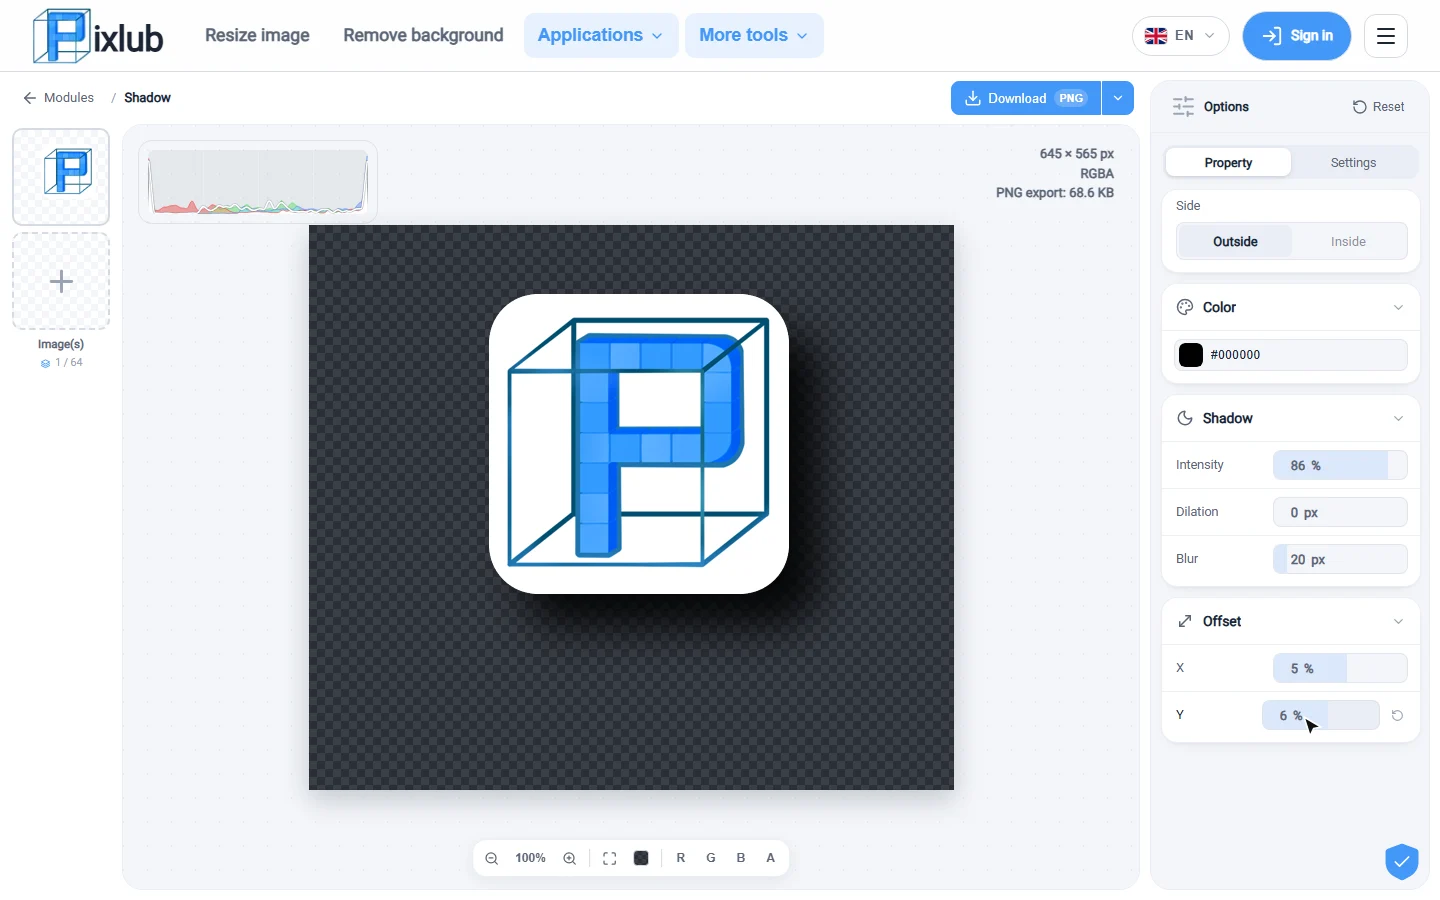 Pixlub
Resize image
Remove background
Applications
More tools
EN
Sign in
Modules / Shadow
Download PNG
Options
Reset
645 × 565 px
RGBA
PNG export: 68.6 KB
Property
Settings
Side
Outside
Inside
Color
#000000
Image(s)
1 / 64
Shadow
Intensity
86 %
Dilation
0 px
Blur
20 px
Offset
X
5 %
Y
6 %
100%
R G B A